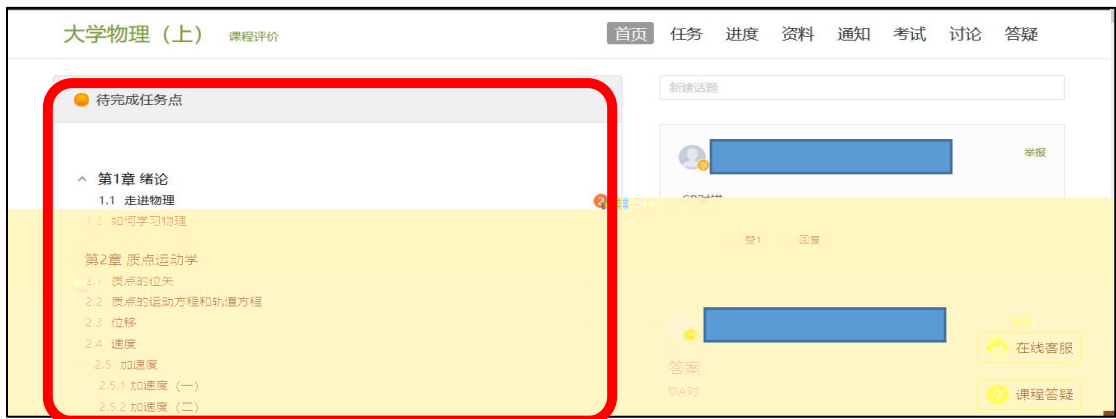 大学物理（上） 课程评价
首页 任务 进度 资料 通知 考试 讨论 答疑
待完成任务点
第1章 绪论
1.1 走进物理
1.2 如何学习物理
第2章 质点运动学
2.1 质点的位矢
2.2 质点的运动方程和轨道方程
2.3 位移
2.4 速度
2.5 加速度
2.5.1 加速度（一）
2.5.2 加速度（二）
新建话题
举报
赞1 回复
答案
DA对
在线客服
课程答疑